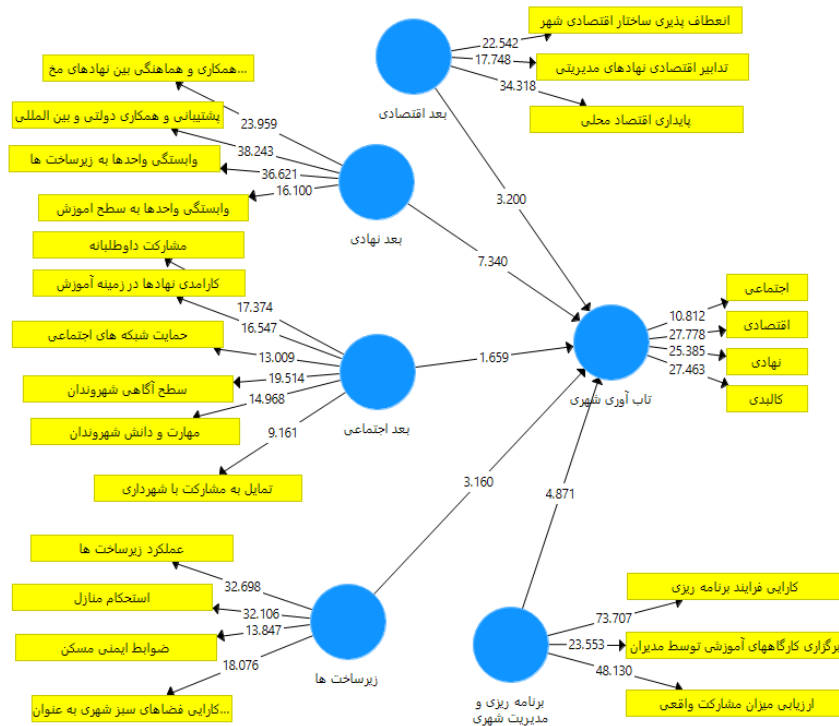 انعطاف پذیری ساختار اقتصادی شهر
22.542
تدابیر اقتصادی نهادهای مدیریتی
17.748
34.318
پایداری اقتصاد محلی
بعد اقتصادی
3.200
همکاری و هماهنگی بین نهادهای مخ...
23.959
پشتیبانی و همکاری دولتی و بین المللی
38.243
وابستگی واحدها به زیرساخت ها
36.621
16.100
وابستگی واحدها به سطح اموزش
بعد نهادی
7.340
مشارکت داوطلبانه
کارامدی نهادها در زمینه آموزش
17.374
16.547
حمایت شبکه های اجتماعی
13.009
سطح آگاهی شهروندان
19.514
14.968
مهارت و دانش شهروندان
9.161
تمایل به مشارکت با شهرداری
بعد اجتماعی
1.659
اجتماعی
10.812
اقتصادی
27.778
25.385
نهادی
27.463
کالبدی
تاب آوری شهری
3.160
4.871
عملکرد زیرساخت ها
32.698
استحکام منازل
32.106
13.847
ضوابط ایمنی مسکن
18.076
کارایی فضاهای سبز شهری به عنوان...
زیرساخت ها
کارایی فرایند برنامه ریزی
73.707
برگزاری کارگاههای آموزشی توسط مدیران
23.553
48.130
ارزیابی میزان مشارکت واقعی
برنامه ریزی و
مدیریت شهری